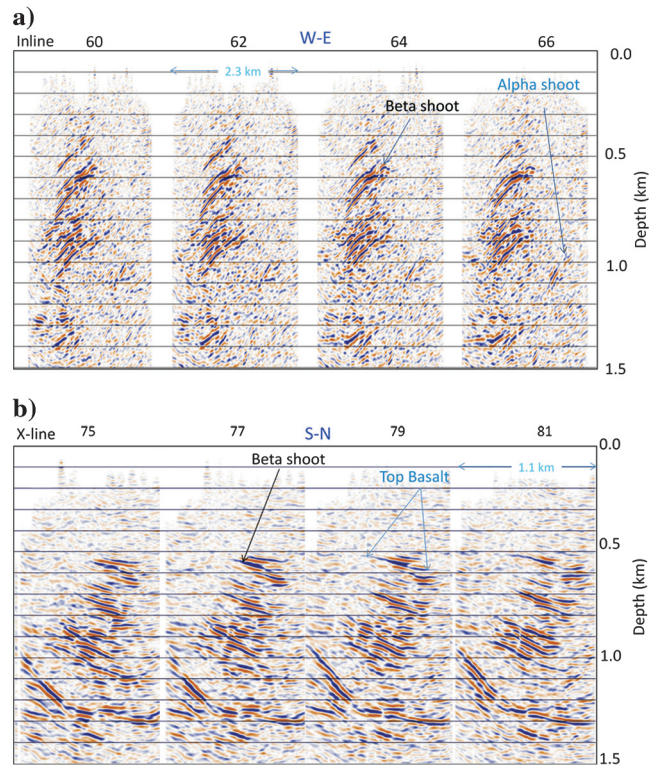 a)
Inline 60 62 W-E 64 66
0.0
2.3 km
Alpha shoot
Beta shoot
0.5
Depth (km)
1.0
1.5
b)
X-line 75 77 S-N 79 81
0.0
Beta shoot
1.1 km
Top Basalt
0.5
Depth (km)
1.0
1.5